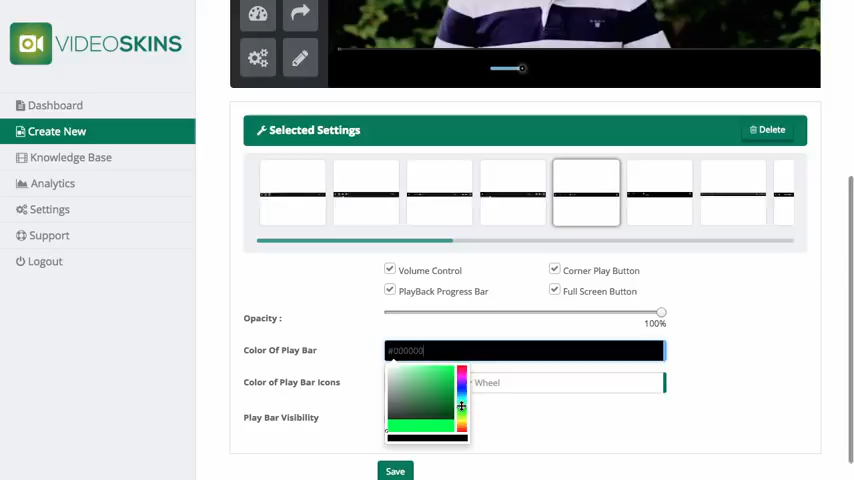 VIDEOSKINS
Dashboard
Create New
Knowledge Base
Analytics
Settings
Support
Logout
Selected Settings
Delete
Volume Control
Corner Play Button
PlayBack Progress Bar
Full Screen Button
Opacity :
100%
Color Of Play Bar
#000000
Color of Play Bar Icons
Wheel
Play Bar Visibility
Save